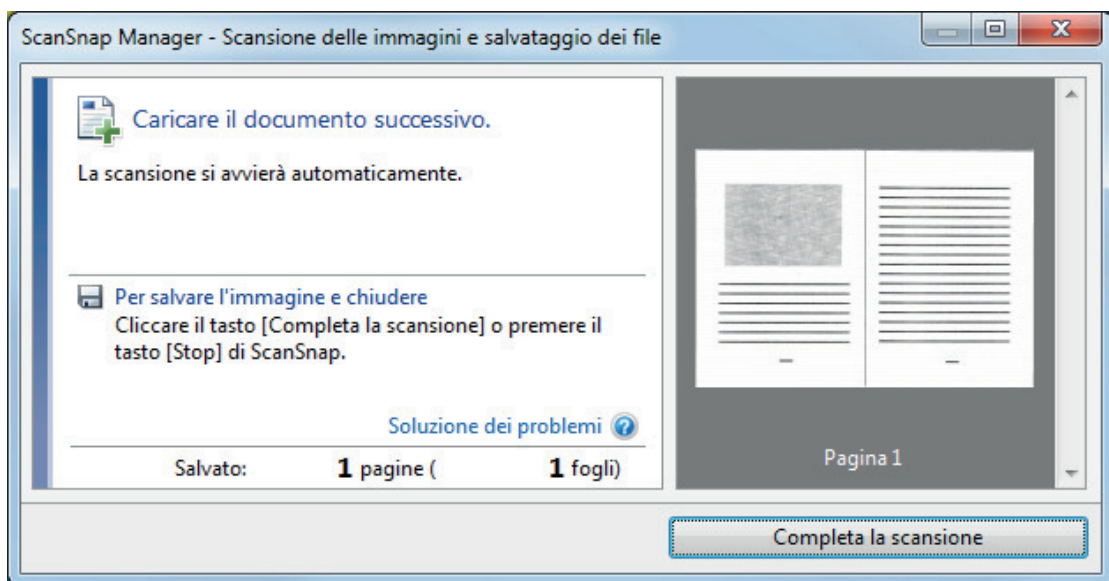 ScanSnap Manager - Scansione delle immagini e salvataggio dei file
Caricare il documento successivo.
La scansione si avvierà automaticamente.
Per salvare l'immagine e chiudere
Cliccare il tasto [Completa la scansione] o premere il
tasto [Stop] di ScanSnap.
Soluzione dei problemi
Salvato: 1 pagine ( 1 fogli)
Pagina 1
Completa la scansione